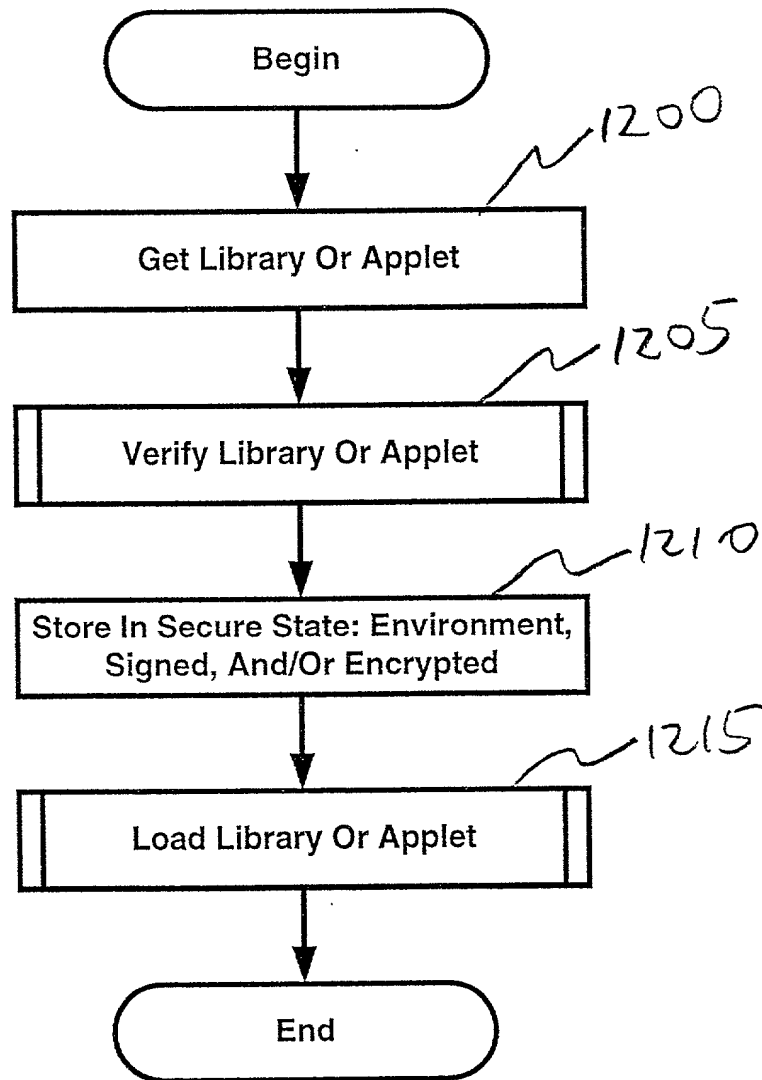 Begin
1200
Get Library Or Applet
1205
Verify Library Or Applet
1210
Store In Secure State: Environment,
Signed, And/Or Encrypted
1215
Load Library Or Applet
End